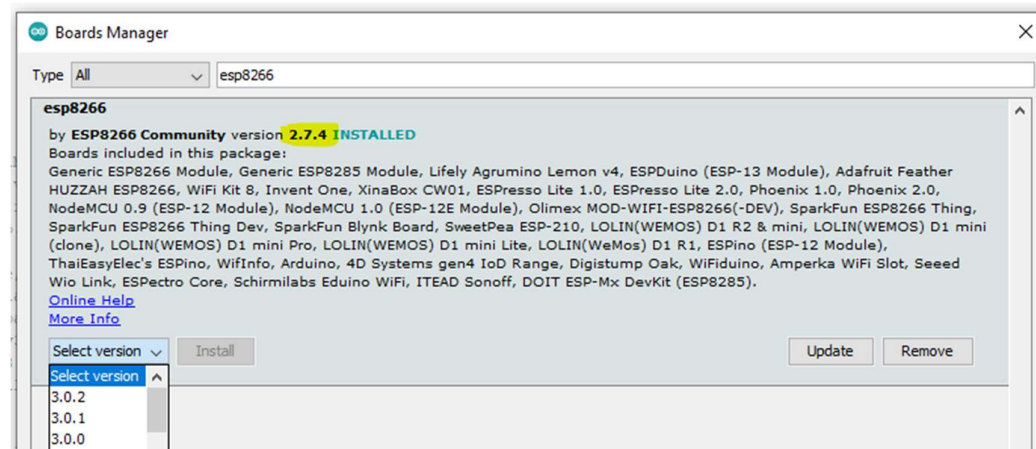 Boards Manager
Type All esp8266
esp8266
by ESP8266 Community version 2.7.4 INSTALLED
Boards included in this package:
Generic ESP8266 Module, Generic ESP8285 Module, Lifely Agrumino Lemon v4, ESPDuino (ESP-13 Module), Adafruit Feather
HUZZAH ESP8266, WiFi Kit 8, Invent One, XinaBox CW01, ESPresso Lite 1.0, ESPresso Lite 2.0, Phoenix 1.0, Phoenix 2.0,
NodeMCU 0.9 (ESP-12 Module), NodeMCU 1.0 (ESP-12E Module), Olimex MOD-WIFI-ESP8266(-DEV), SparkFun ESP8266 Thing,
SparkFun ESP8266 Thing Dev, SparkFun Blynk Board, SweetPea ESP-210, LOLIN(WEMOS) D1 R2 & mini, LOLIN(WEMOS) D1 mini
(clone), LOLIN(WEMOS) D1 mini Pro, LOLIN(WEMOS) D1 mini Lite, LOLIN(WeMos) D1 R1, ESPino (ESP-12 Module),
ThaiEasyElec's ESPino, WifInfo, Arduino, 4D Systems gen4 IoD Range, Digistump Oak, WiFiduino, Amperka WiFi Slot, Seeed
Wio Link, ESPectro Core, Schirmilabs Eduino WiFi, ITEAD Sonoff, DOIT ESP-Mx DevKit (ESP8285).
Online Help
More Info
Select version Install Update Remove
Select version
3.0.2
3.0.1
3.0.0